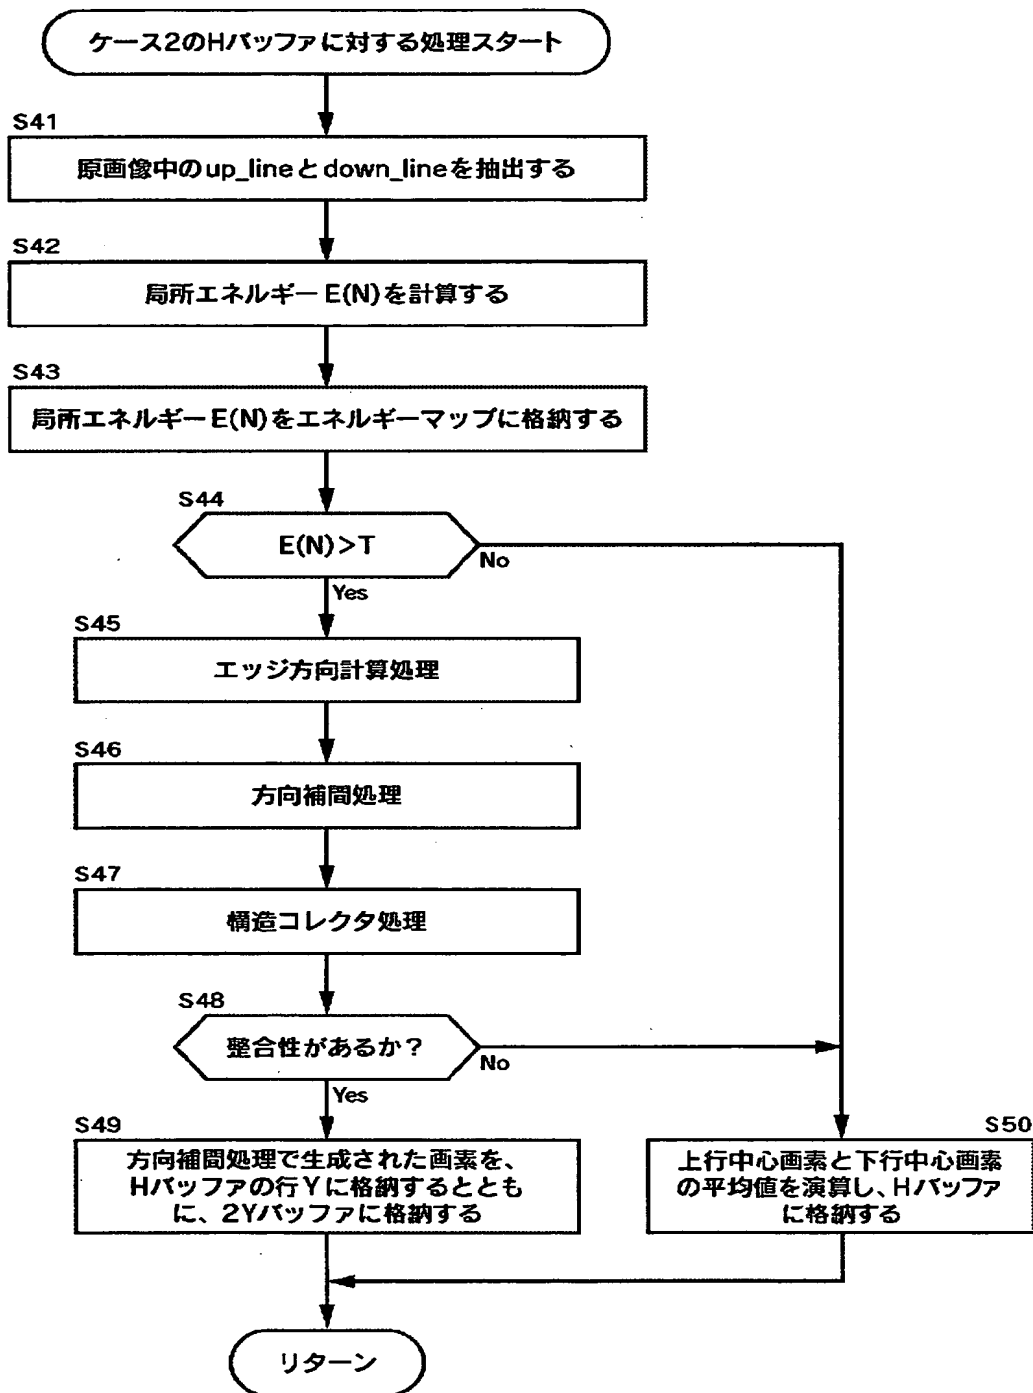 ケース2のHバッファに対する処理スタート
S41
原画像中のup_lineとdown_lineを抽出する
S42
局所エネルギーE(N)を計算する
S43
局所エネルギーE(N)をエネルギーマップに格納する
S44
E(N)>T
No
Yes
S45
エッジ方向計算処理
S46
方向補間処理
S47
構造コレクタ処理
S48
整合性があるか？
No
Yes
S49
方向補間処理で生成された画素を、
Hバッファの行Yに格納するととも
に、2Yバッファに格納する
S50
上行中心画素と下行中心画素
の平均値を演算し、Hバッファ
に格納する
リターン